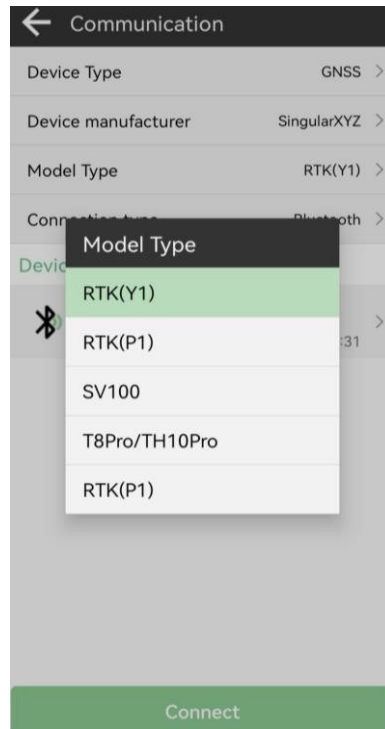 Communication
Device Type GNSS
Device manufacturer SingularXYZ
Model Type RTK(Y1)
Model Type
RTK(Y1)
RTK(P1)
SV100
T8Pro/TH10Pro
RTK(P1)
:31
Connect